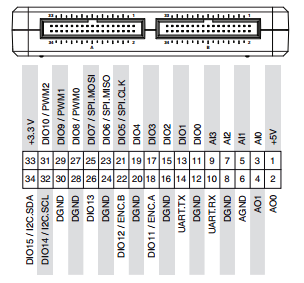 33 1 33 1
34 2 34 2
A B
+3.3 V
DIO10 / PWM2
DIO9 / PWM1
DIO8 / PWM0
DIO7 / SPI.MOSI
DIO6 / SPI.MISO
DIO5 / SPI.CLK
DIO4
DIO3
DIO2
DIO1
DIO0
AI3
AI2
AI1
AI0
+5V
33 31 29 27 25 23 21 19 17 15 13 11 9 7 5 3 1
34 32 30 28 26 24 22 20 18 16 14 12 10 8 6 4 2
DIO15 / I2C.SDA
DIO14 / I2C.SCL
DGND
DGND
DIO13
DGND
DIO12 / ENC.B
DGND
DIO11 / ENC.A
DGND
UART.TX
DGND
UART.RX
DGND
AGND
AO1
AO0